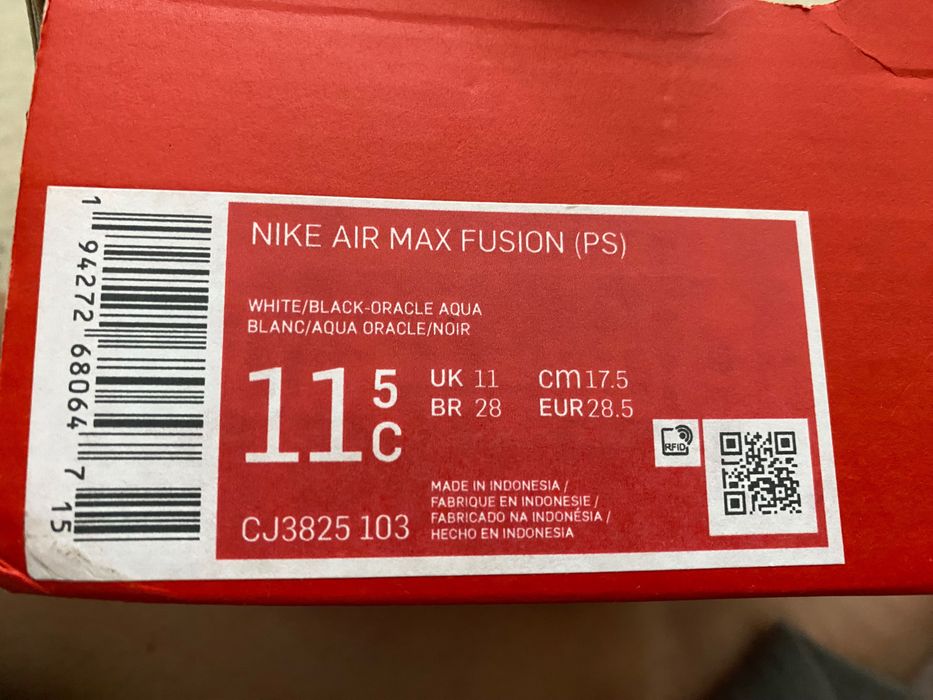 1 94272 68064 7 15
NIKE AIR MAX FUSION (PS)
WHITE/BLACK-ORACLE AQUA
BLANC/AQUA ORACLE/NOIR
11 5 C
UK 11 cm 17.5
BR 28 EUR 28.5
RFID
MADE IN INDONESIA /
FABRIQUE EN INDONESIE /
FABRICADO NA INDONÉSIA /
HECHO EN INDONESIA
CJ3825 103